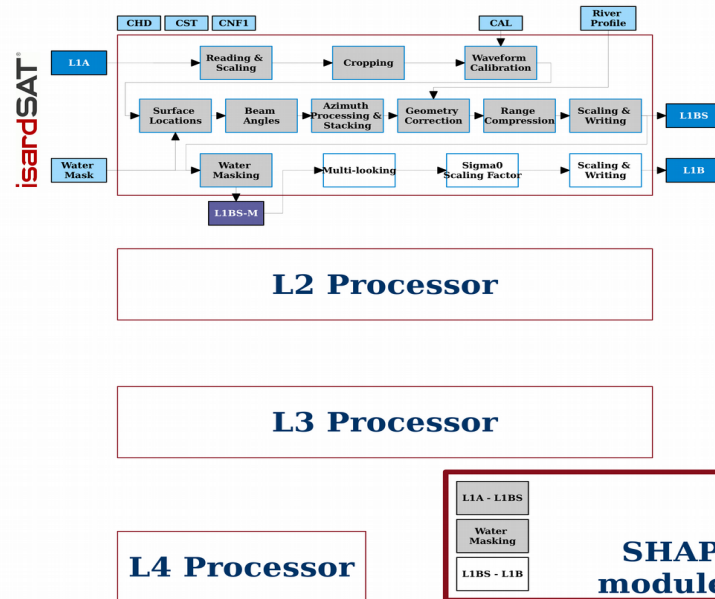 CHD CST CNF1 CAL River
Profile
isardSAT®
L1A Reading &
Scaling Cropping Waveform
Calibration
Surface
Locations Beam
Angles Azimuth
Processing &
Stacking Geometry
Correction Range
Compression Scaling &
Writing L1BS
Water
Mask Water
Masking Multi-looking Sigma0
Scaling Factor Scaling &
Writing L1B
L1BS-M
L2 Processor
L3 Processor
L4 Processor
L1A - L1BS
Water
Masking
L1BS - L1B
SHAP
module